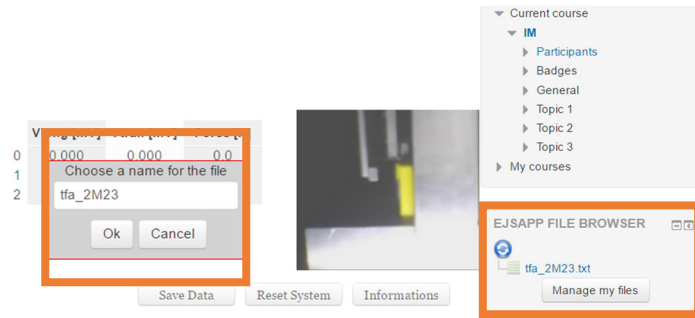 Current course
IM
Participants
Badges
General
Topic 1
Topic 2
Topic 3
My courses
0 0.000 0.000 0.0
1
2
Choose a name for the file
tfa_2M23
Ok Cancel
EJSAPP FILE BROWSER
tfa_2M23.txt
Manage my files
Save Data Reset System Informations